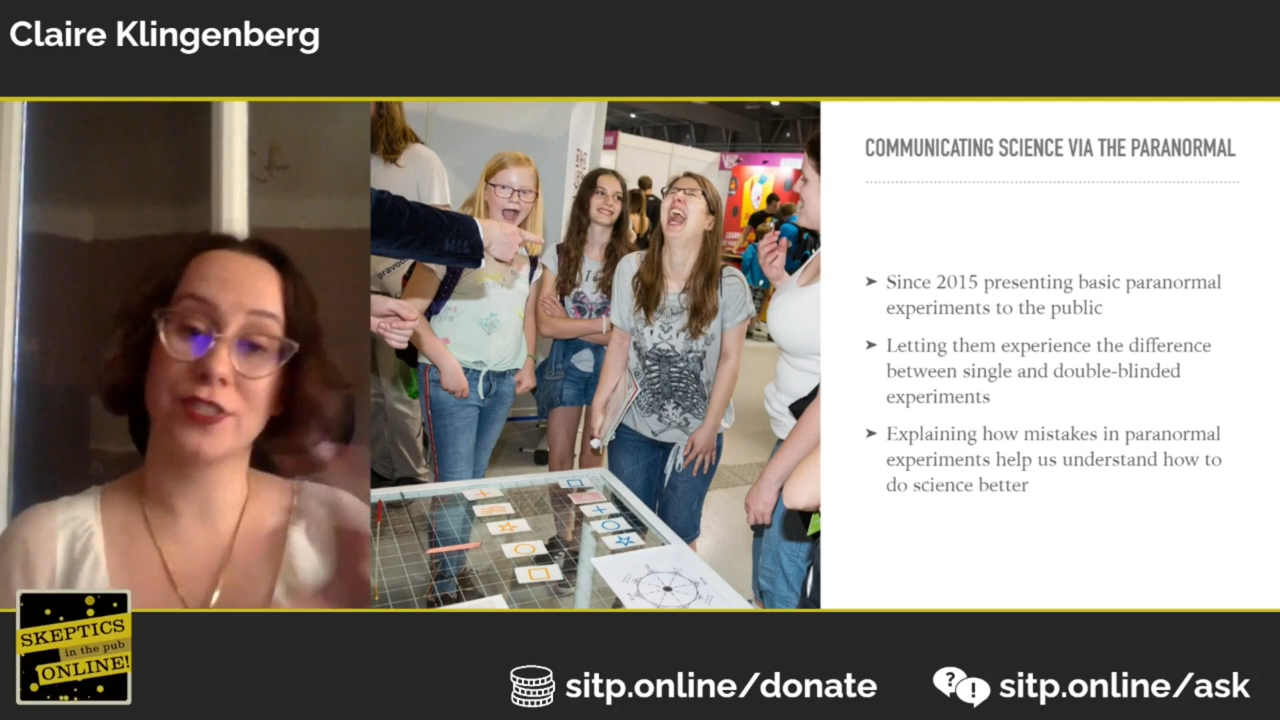 Claire Klingenberg
COMMUNICATING SCIENCE VIA THE PARANORMAL
➤ Since 2015 presenting basic paranormal
experiments to the public
➤ Letting them experience the difference
between single and double-blinded
experiments
➤ Explaining how mistakes in paranormal
experiments help us understand how to
do science better
SKEPTICS
in the pub
ONLINE!
sitp.online/donate
sitp.online/ask